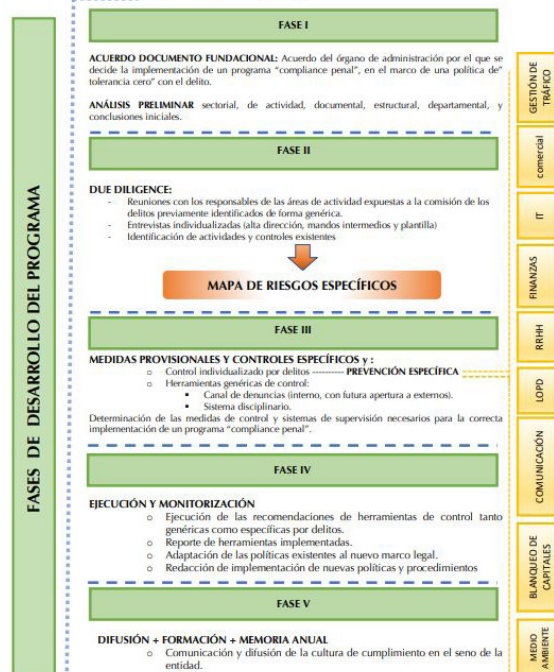 FASES DE DESARROLLO DEL PROGRAMA
FASE I
ACUERDO DOCUMENTO FUNDACIONAL: Acuerdo del órgano de administración por el que se
decide la implementación de un programa “compliance penal”, en el marco de una política de”
tolerancia cero” con el delito.
ANÁLISIS PRELIMINAR sectorial, de actividad, documental, estructural, departamental, y
conclusiones iniciales.
FASE II
DUE DILIGENCE:
- Reuniones con los responsables de las áreas de actividad expuestas a la comisión de los
delitos previamente identificados de forma genérica.
- Entrevistas individualizadas (alta dirección, mandos intermedios y plantilla)
- Identificación de actividades y controles existentes
MAPA DE RIESGOS ESPECÍFICOS
FASE III
MEDIDAS PROVISIONALES Y CONTROLES ESPECÍFICOS y :
o Control individualizado por delitos ---------- PREVENCIÓN ESPECÍFICA
o Herramientas genéricas de control:
▪ Canal de denuncias (interno, con futura apertura a externos).
▪ Sistema disciplinario.
Determinación de las medidas de control y sistemas de supervisión necesarios para la correcta
implementación de un programa “compliance penal”.
FASE IV
EJECUCIÓN Y MONITORIZACIÓN
o Ejecución de las recomendaciones de herramientas de control tanto
genéricas como específicas por delitos.
o Reporte de herramientas implementadas.
o Adaptación de las políticas existentes al nuevo marco legal.
o Redacción de implementación de nuevas políticas y procedimientos
FASE V
DIFUSIÓN + FORMACIÓN + MEMORIA ANUAL
o Comunicación y difusión de la cultura de cumplimiento en el seno de la
entidad.
GESTIÓN DE
TRÁFICO
comercial
IT
FINANZAS
RRHH
LOPD
COMUNICACIÓN
BLANQUEO DE
CAPITALES
MEDIO
AMBIENTE